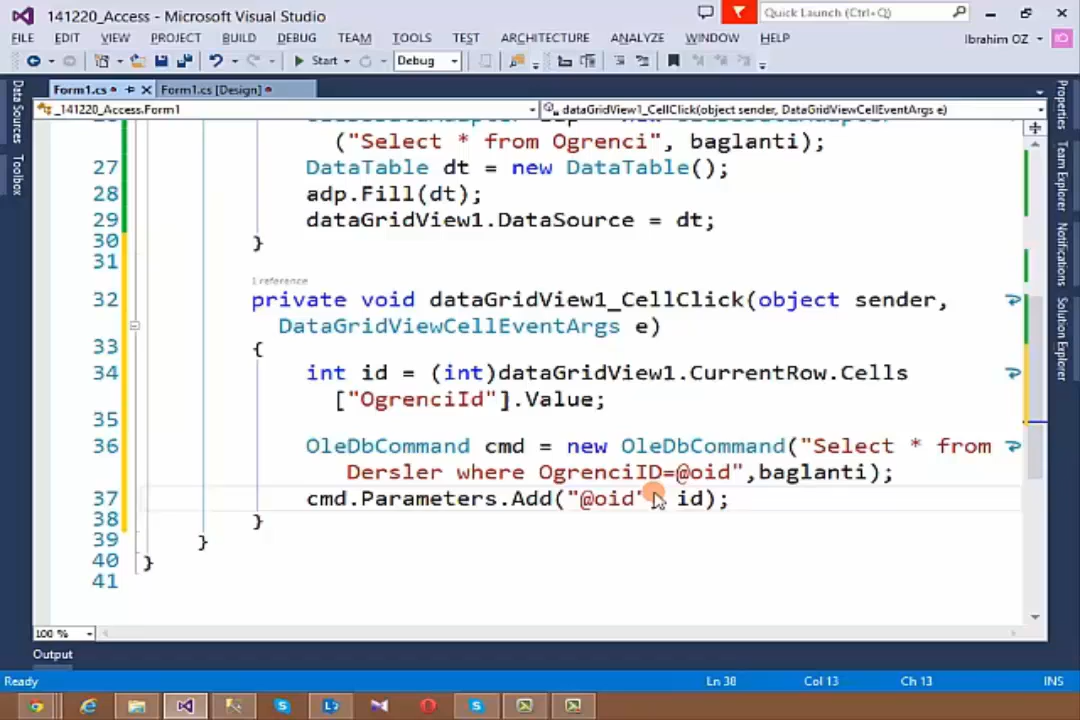 141220_Access - Microsoft Visual Studio
Quick Launch (Ctrl+Q)
FILE EDIT VIEW PROJECT BUILD DEBUG TEAM TOOLS TEST ARCHITECTURE ANALYZE WINDOW HELP
Ibrahim OZ
Start
Debug
Form1.cs
Form1.cs [Design]
_141220_Access.Form1
dataGridView1_CellClick(object sender, DataGridViewCellEventArgs e)
Data Sources
Toolbox
Properties
Team Explorer
Notifications
Solution Explorer
("Select * from Ogrenci", baglanti);
27 DataTable dt = new DataTable();
28 adp.Fill(dt);
29 dataGridView1.DataSource = dt;
30 }
31
1 reference
32 private void dataGridView1_CellClick(object sender,
DataGridViewCellEventArgs e)
33 {
34 int id = (int)dataGridView1.CurrentRow.Cells
["OgrenciId"].Value;
35
36 OleDbCommand cmd = new OleDbCommand("Select * from
Dersler where OgrenciID=@oid",baglanti);
37 cmd.Parameters.Add("@oid" id);
38 }
39 }
40 }
41
100 %
Output
Ready
Ln 38
Col 13
Ch 13
INS